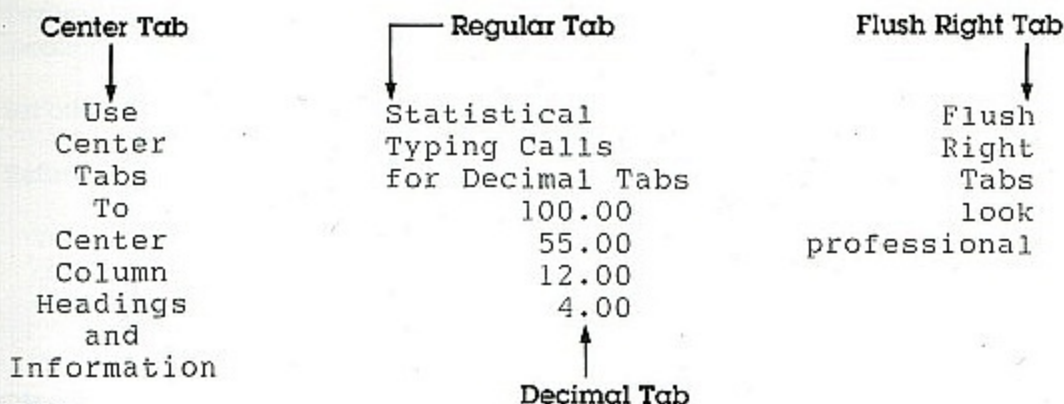 Center Tab
Use
Center
Tabs
To
Center
Column
Headings
and
Information
Regular Tab
Statistical
Typing Calls
for Decimal Tabs
100.00
55.00
12.00
4.00
Decimal Tab
Flush Right Tab
Flush
Right
Tabs
look
professional